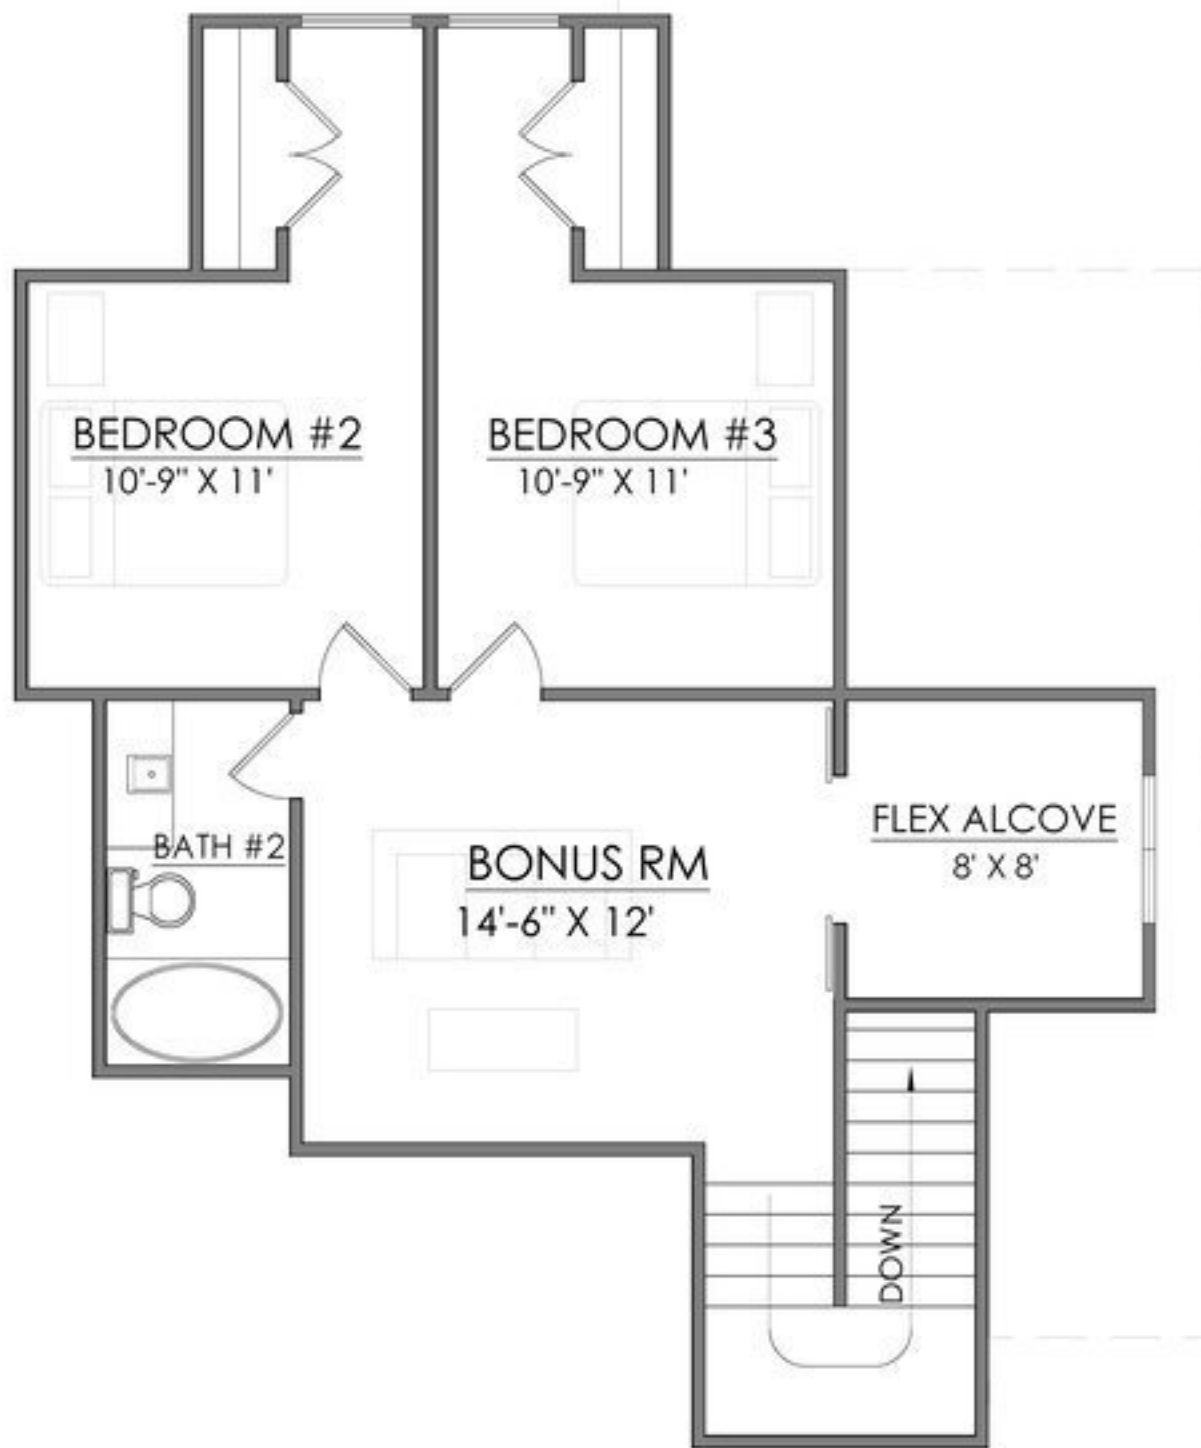 BEDROOM #2
10'-9" X 11'
BEDROOM #3
10'-9" X 11'
FLEX ALCOVE
8' X 8'
BATH #2
BONUS RM
14'-6" X 12'
DOWN